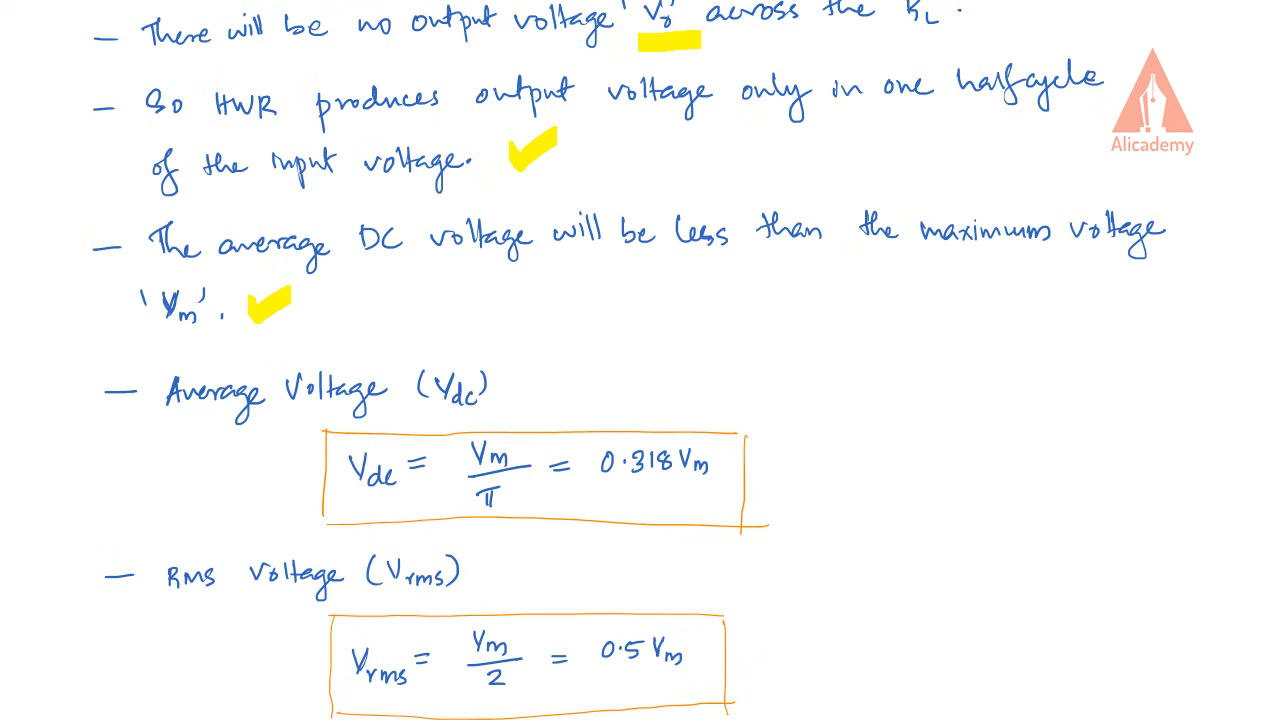 – There will be no output voltage 'Vo' across the RL.
– So HWR produces output voltage only in one halfcycle
of the input voltage.
– The average DC voltage will be less than the maximum voltage
'Vm'.
– Average Voltage (Vdc)
Vdc = Vm/π = 0.318 Vm
– RMS Voltage (Vrms)
Vrms = Vm/2 = 0.5 Vm
Alicademy